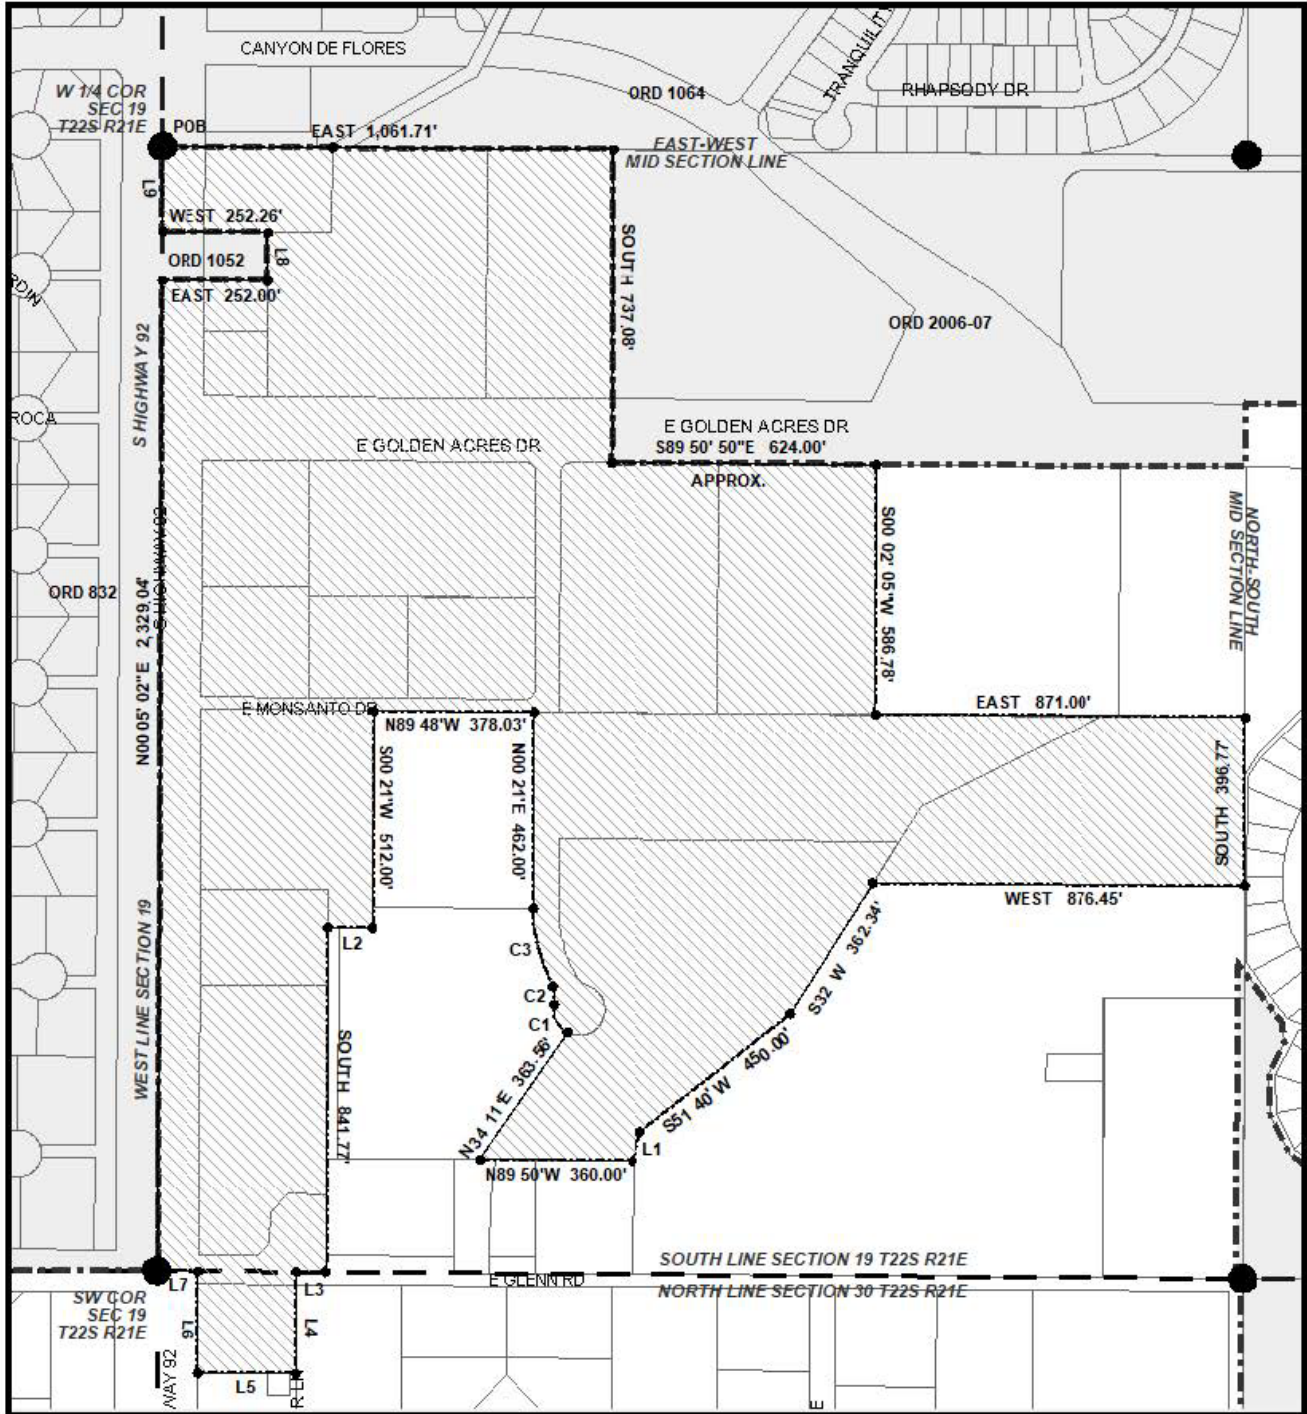 CANYON DE FLORES
TRANQUILITY
RHAPSODY DR
W 1/4 COR
SEC 19
T22S R21E
POB
ORD 1064
EAST 1,061.71'
EAST-WEST
MID SECTION LINE
L9
WEST 252.26'
ORD 1052
L8
EAST 252.00'
RDIN
S HIGHWAY 92
SOUTH 737.08'
ORD 2006-07
ROCA
E GOLDEN ACRES DR
E GOLDEN ACRES DR
S89 50' 50"E 624.00'
APPROX.
S HIGHWAY 92
N00 05' 02"E 2,329.04'
ORD 832
S00 02' 05"W 586.78'
NORTH-SOUTH
MID SECTION LINE
E MONSANTO DR
N89 48'W 378.03'
EAST 871.00'
S00 21'W 512.00'
N00 21'E 462.00'
SOUTH 396.77'
WEST 876.45'
WEST LINE SECTION 19
L2
C3
C2
C1
S32 W 362.34'
S51 40' W 450.00'
SOUTH 841.77'
N34 11'E 363.56'
L1
N89 50'W 360.00'
SOUTH LINE SECTION 19 T22S R21E
E GLENN RD
NORTH LINE SECTION 30 T22S R21E
L7
L3
SW COR
SEC 19
T22S R21E
L6
L4
L5
WAY 92
R LN
E